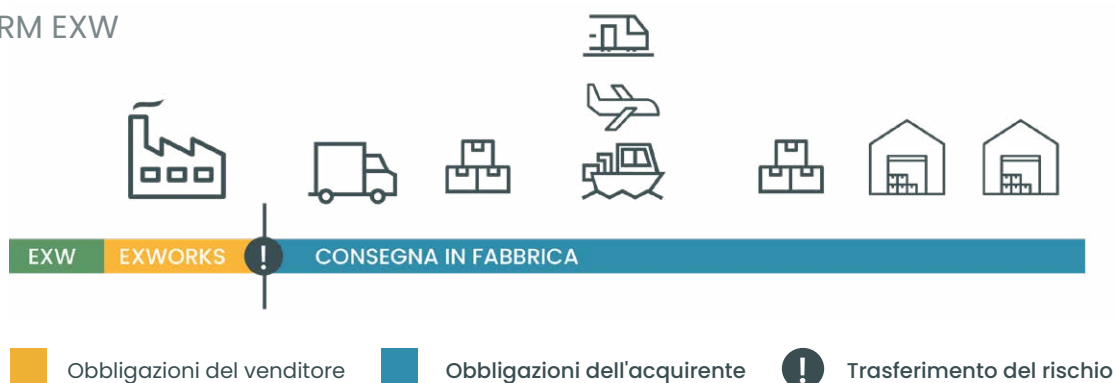 RM EXW
EXW EXWORKS ! CONSEGNA IN FABBRICA
Obbligazioni del venditore Obbligazioni dell'acquirente ! Trasferimento del rischio